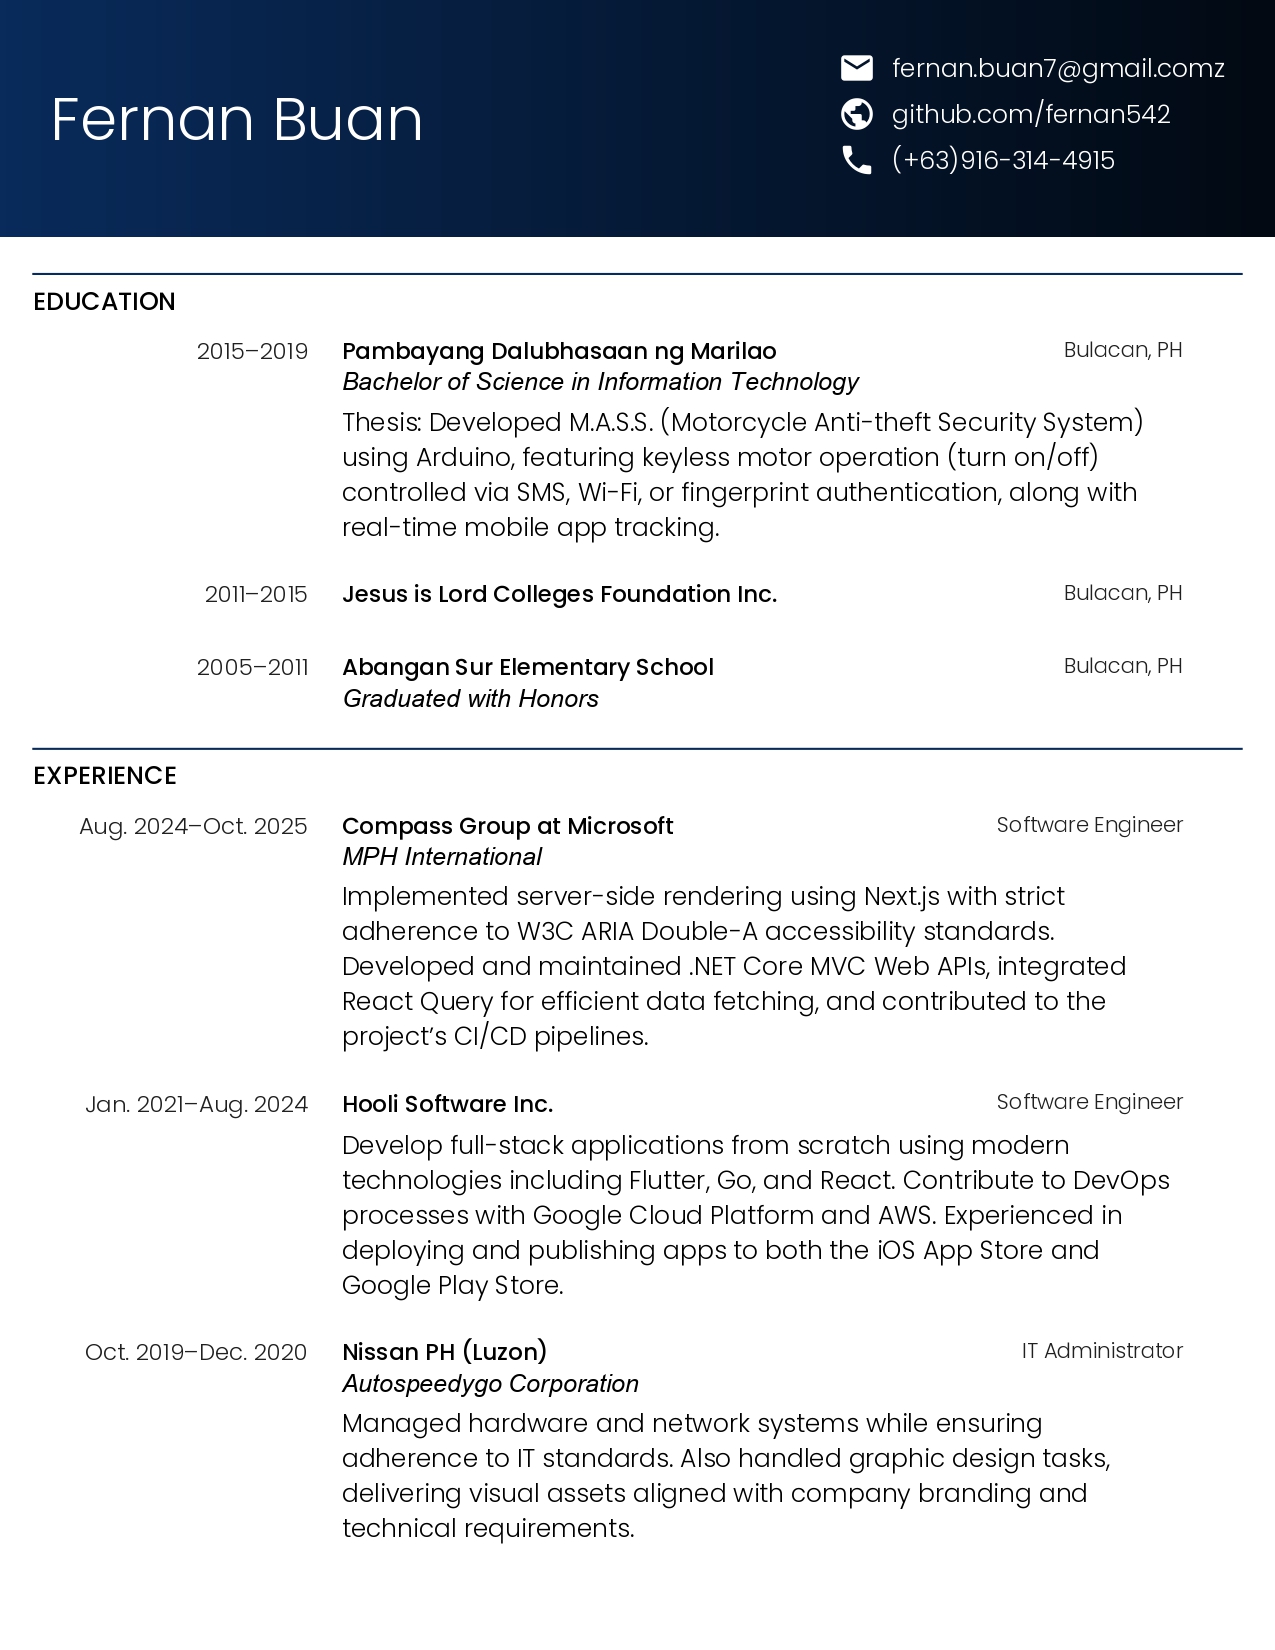 Fernan Buan
fernan.buan7@gmail.comz
github.com/fernan542
(+63)916-314-4915
EDUCATION
2015–2019 Pambayang Dalubhasaan ng Marilao Bulacan, PH
Bachelor of Science in Information Technology
Thesis: Developed M.A.S.S. (Motorcycle Anti-theft Security System)
using Arduino, featuring keyless motor operation (turn on/off)
controlled via SMS, Wi-Fi, or fingerprint authentication, along with
real-time mobile app tracking.
2011–2015 Jesus is Lord Colleges Foundation Inc. Bulacan, PH
2005–2011 Abangan Sur Elementary School Bulacan, PH
Graduated with Honors
EXPERIENCE
Aug. 2024–Oct. 2025 Compass Group at Microsoft Software Engineer
MPH International
Implemented server-side rendering using Next.js with strict
adherence to W3C ARIA Double-A accessibility standards.
Developed and maintained .NET Core MVC Web APIs, integrated
React Query for efficient data fetching, and contributed to the
project’s CI/CD pipelines.
Jan. 2021–Aug. 2024 Hooli Software Inc. Software Engineer
Develop full-stack applications from scratch using modern
technologies including Flutter, Go, and React. Contribute to DevOps
processes with Google Cloud Platform and AWS. Experienced in
deploying and publishing apps to both the iOS App Store and
Google Play Store.
Oct. 2019–Dec. 2020 Nissan PH (Luzon) IT Administrator
Autospeedygo Corporation
Managed hardware and network systems while ensuring
adherence to IT standards. Also handled graphic design tasks,
delivering visual assets aligned with company branding and
technical requirements.